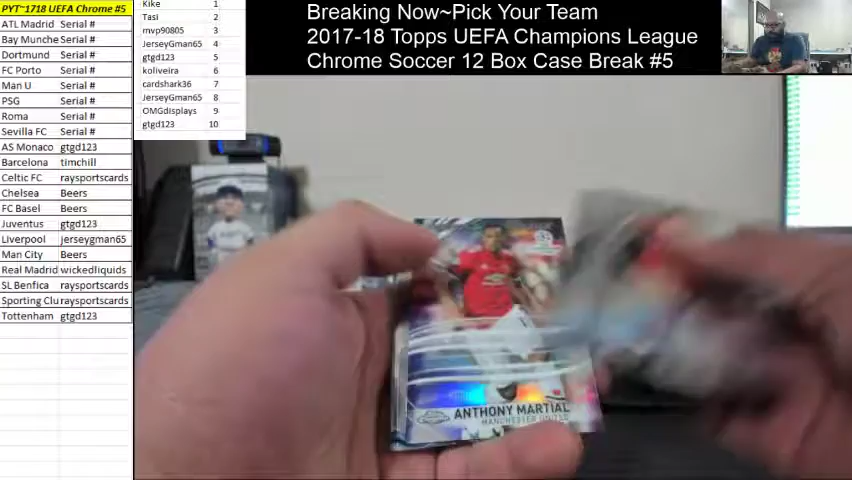 PYT~1718 UEFA Chrome #5
ATL Madrid Serial #
Bay Munche Serial #
Dortmund Serial #
FC Porto Serial #
Man U Serial #
PSG Serial #
Roma Serial #
Sevilla FC Serial #
AS Monaco gtgd123
Barcelona timchill
Celtic FC raysportscards
Chelsea Beers
FC Basel Beers
Juventus gtgd123
Liverpool jerseygman65
Man City Beers
Real Madrid wickedliquids
SL Benfica raysportscards
Sporting Clu raysportscards
Tottenham gtgd123
Kike 1
Tasi 2
mvp90805 3
JerseyGman65 4
gtgd123 5
koliveira 6
cardshark36 7
JerseyGman65 8
OMGdisplays 9
gtgd123 10
Breaking Now~Pick Your Team
2017-18 Topps UEFA Champions League
Chrome Soccer 12 Box Case Break #5
ANTHONY MARTIAL
MANCHESTER UNITED